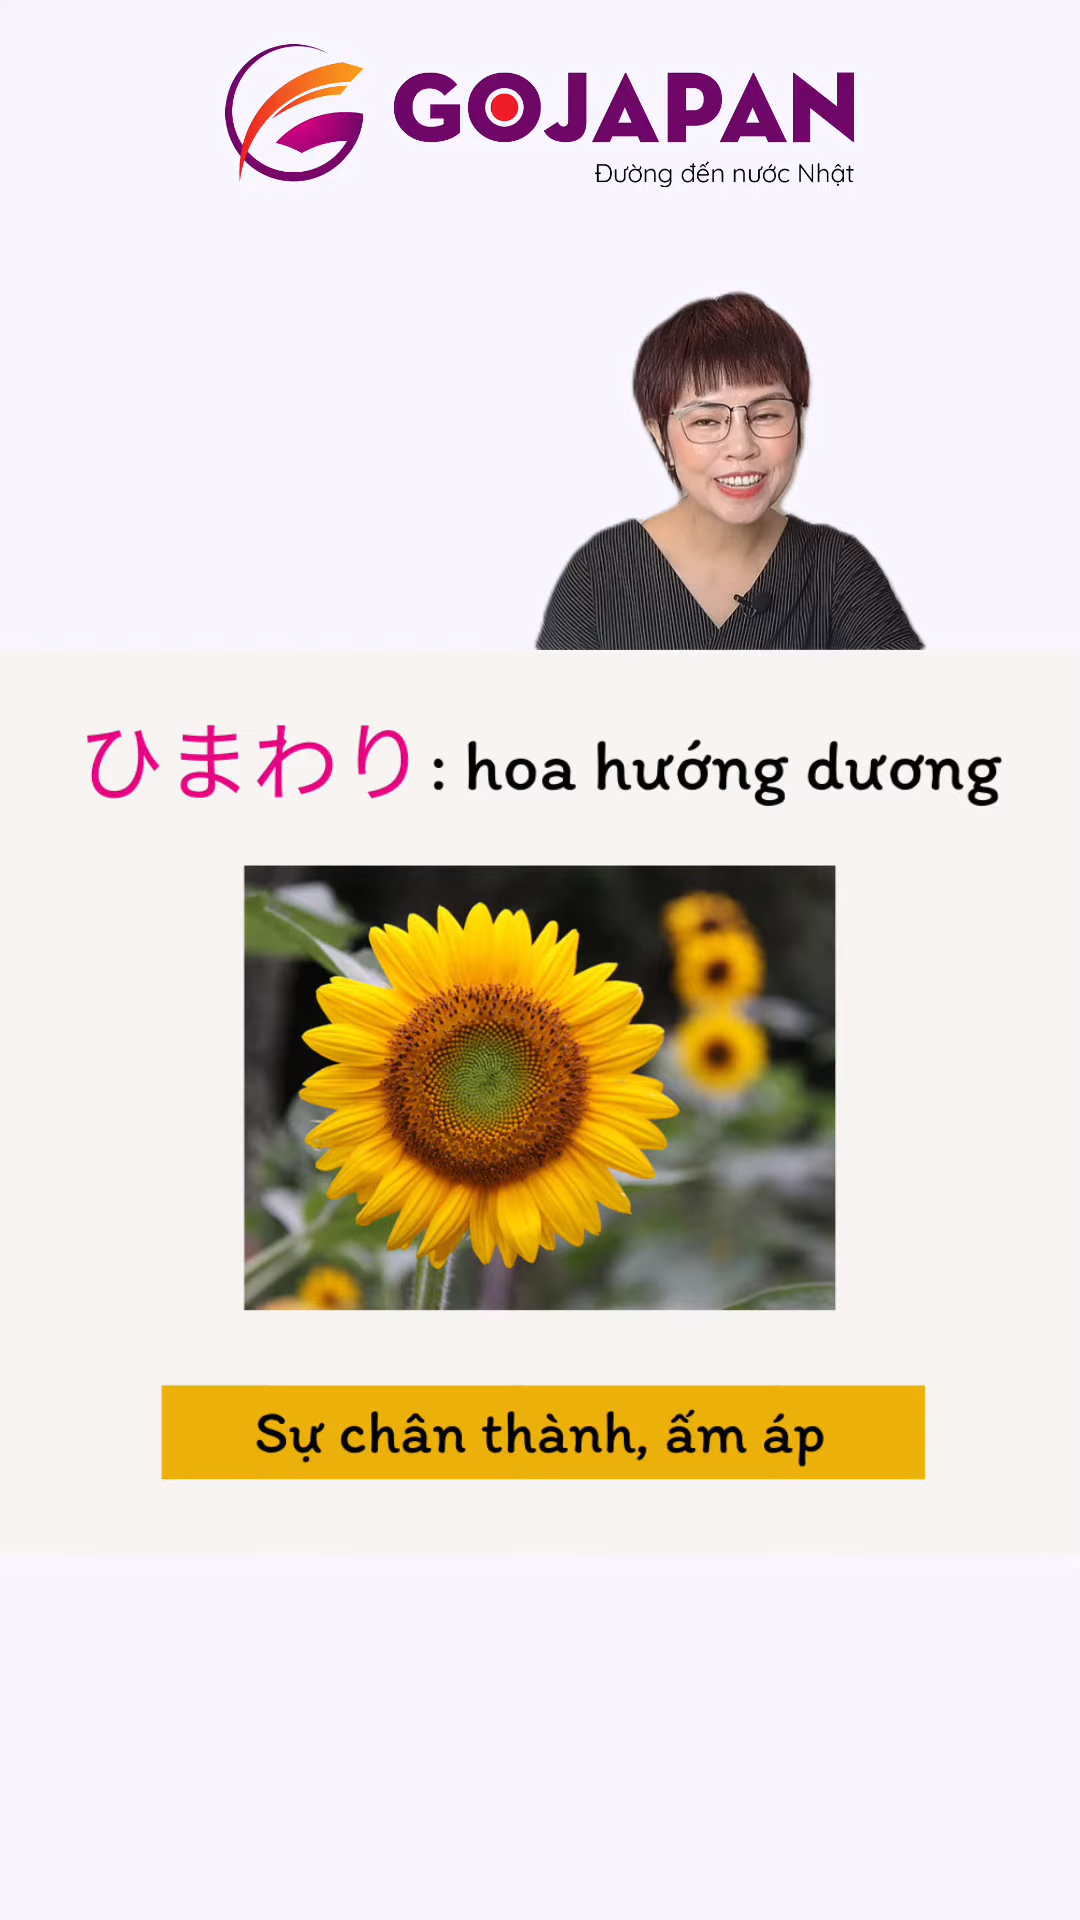 GOJAPAN
Đường đến nước Nhật
ひまわり: hoa hướng dương
Sự chân thành, ấm áp